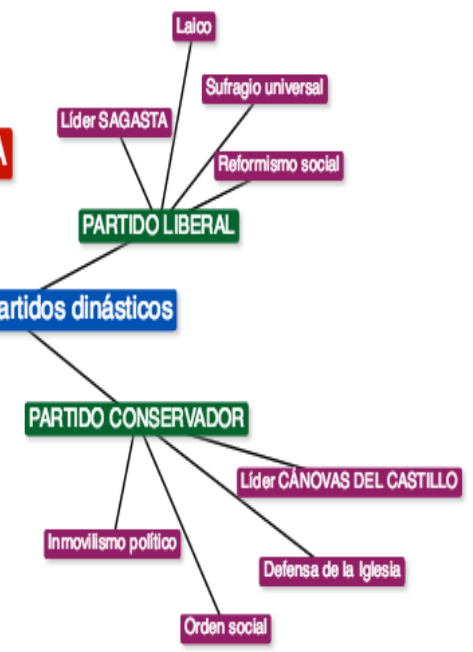 Laico
Sufragio universal
Líder SAGASTA
A
Reformismo social
PARTIDO LIBERAL
artidos dinásticos
PARTIDO CONSERVADOR
Líder CÁNOVAS DEL CASTILLO
Inmovilismo político
Defensa de la Iglesia
Orden social